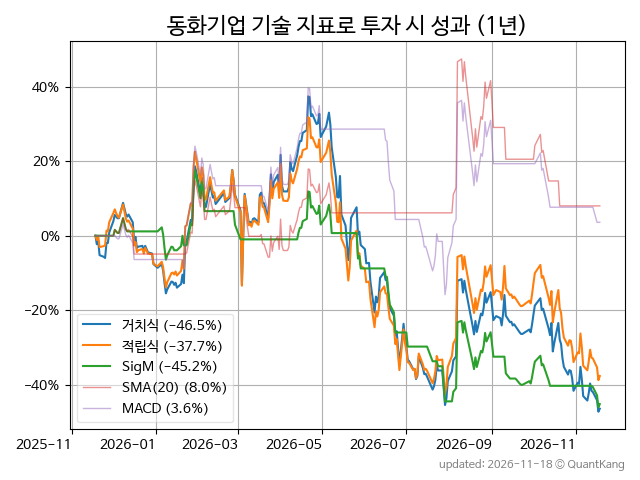 동화기업 기술 지표로 투자 시 성과 (1년)
40%
20%
0%
−20%
−40%
거치식 (−46.5%)
적립식 (−37.7%)
SigM (−45.2%)
SMA(20) (8.0%)
MACD (3.6%)
2025-11 2026-01 2026-03 2026-05 2026-07 2026-09 2026-11
updated: 2026-11-18 © QuantKang